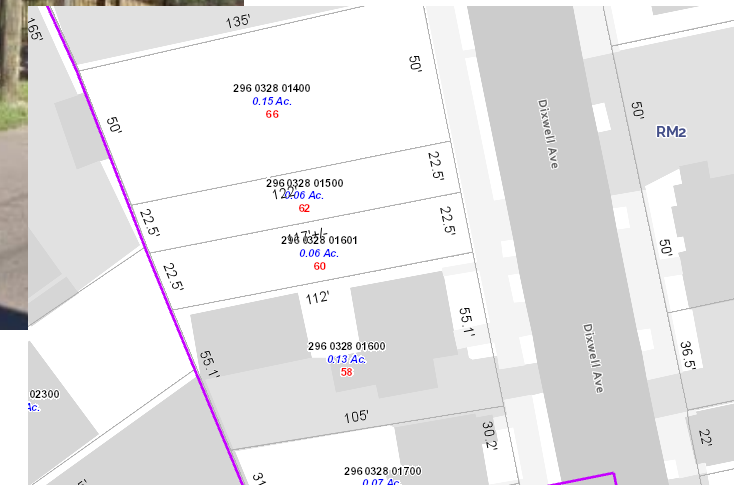 135'
165'
50'
296 0328 01400
0.15 Ac.
66
50'
Dixwell Ave
50'
RM2
22.5'
296 0328 01500
122'
0.06 Ac.
62
22.5'
22.5'
117'+/-
296 0328 01601
0.06 Ac.
60
22.5'
50'
112'
55.1'
296 0328 01600
0.13 Ac.
58
55.1'
Dixwell Ave
36.5'
02300
Ac.
105'
30.2'
22'
296 0328 01700
0.07 Ac.
31